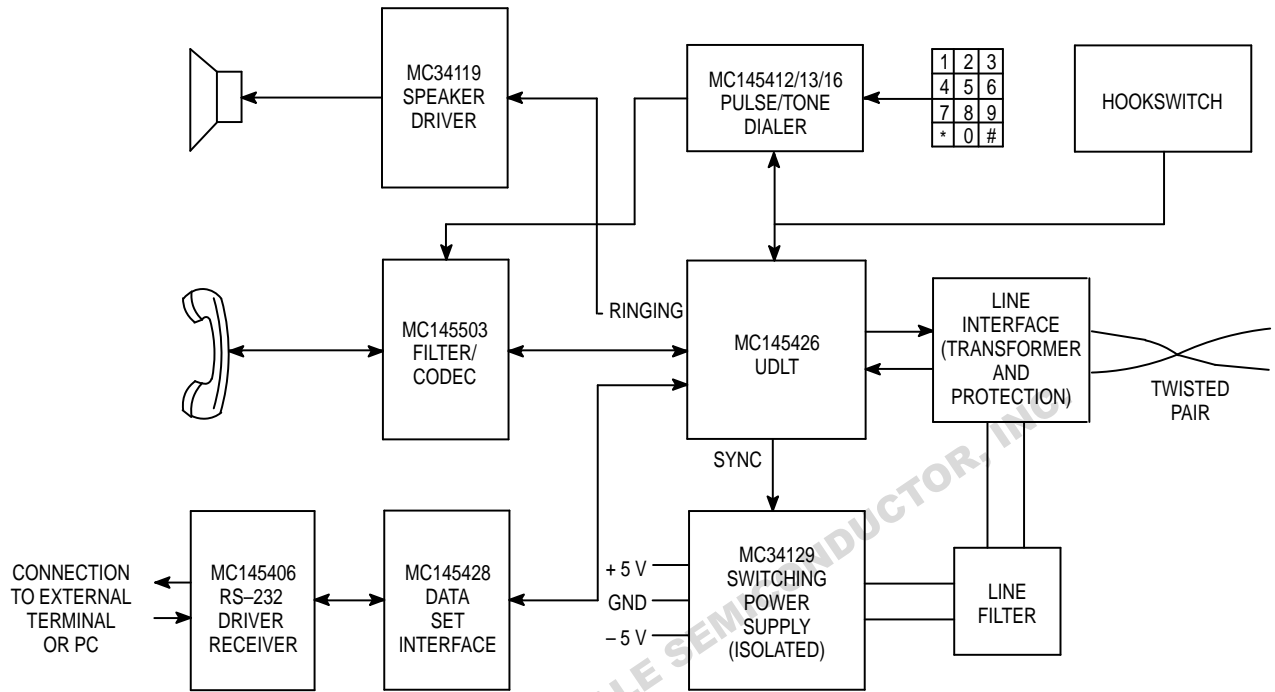 MC34119
SPEAKER
DRIVER
MC145412/13/16
PULSE/TONE
DIALER
1 2 3
4 5 6
7 8 9
* 0 #
HOOKSWITCH
RINGING
MC145503
FILTER/
CODEC
MC145426
UDLT
LINE
INTERFACE
(TRANSFORMER
AND
PROTECTION)
TWISTED
PAIR
SYNC
CONNECTION
TO EXTERNAL
TERMINAL
OR PC
MC145406
RS–232
DRIVER
RECEIVER
MC145428
DATA
SET
INTERFACE
+ 5 V
GND
– 5 V
MC34129
SWITCHING
POWER
SUPPLY
(ISOLATED)
LINE
FILTER
LE SEMICONDUCTOR, INC.